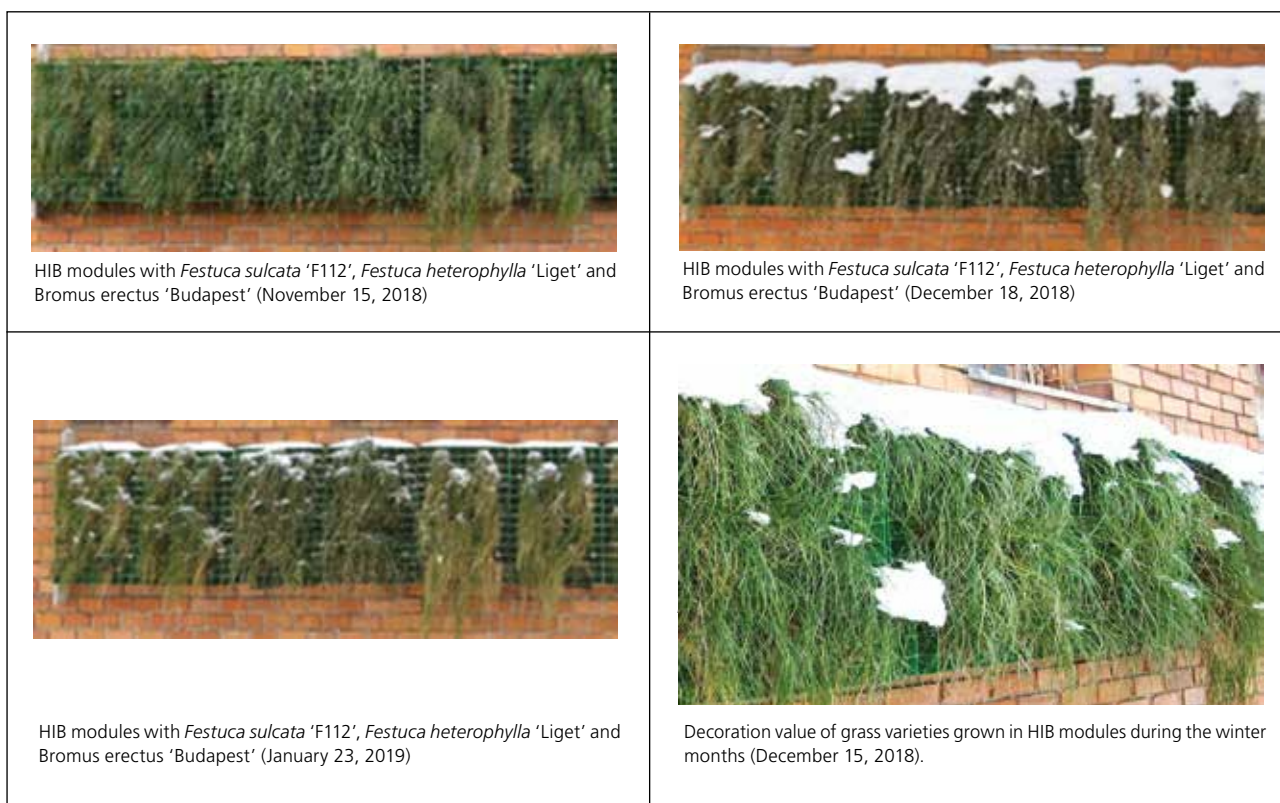 HIB modules with Festuca sulcata ‘F112’, Festuca heterophylla ‘Liget’ and
Bromus erectus ‘Budapest’ (November 15, 2018)
HIB modules with Festuca sulcata ‘F112’, Festuca heterophylla ‘Liget’ and
Bromus erectus ‘Budapest’ (December 18, 2018)
HIB modules with Festuca sulcata ‘F112’, Festuca heterophylla ‘Liget’ and
Bromus erectus ‘Budapest’ (January 23, 2019)
Decoration value of grass varieties grown in HIB modules during the winter
months (December 15, 2018).